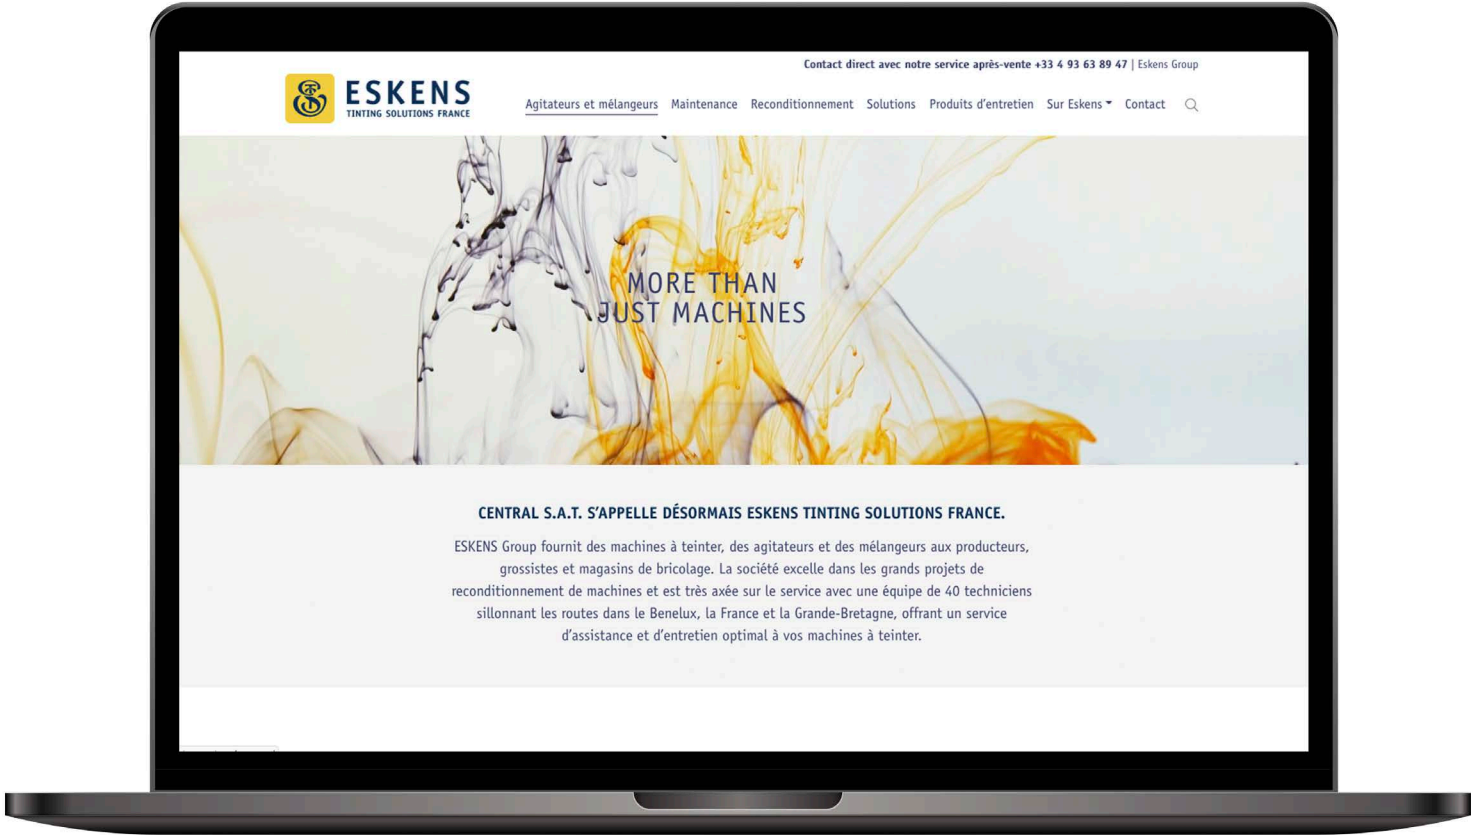 Contact direct avec notre service après-vente +33 4 93 63 89 47 | Eskens Group
ESKENS
TINTING SOLUTIONS FRANCE
Agitateurs et mélangeurs Maintenance Reconditionnement Solutions Produits d'entretien Sur Eskens Contact
MORE THAN
JUST MACHINES
CENTRAL S.A.T. S'APPELLE DÉSORMAIS ESKENS TINTING SOLUTIONS FRANCE.
ESKENS Group fournit des machines à teinter, des agitateurs et des mélangeurs aux producteurs,
grossistes et magasins de bricolage. La société excelle dans les grands projets de
reconditionnement de machines et est très axée sur le service avec une équipe de 40 techniciens
sillonnant les routes dans le Benelux, la France et la Grande-Bretagne, offrant un service
d'assistance et d'entretien optimal à vos machines à teinter.